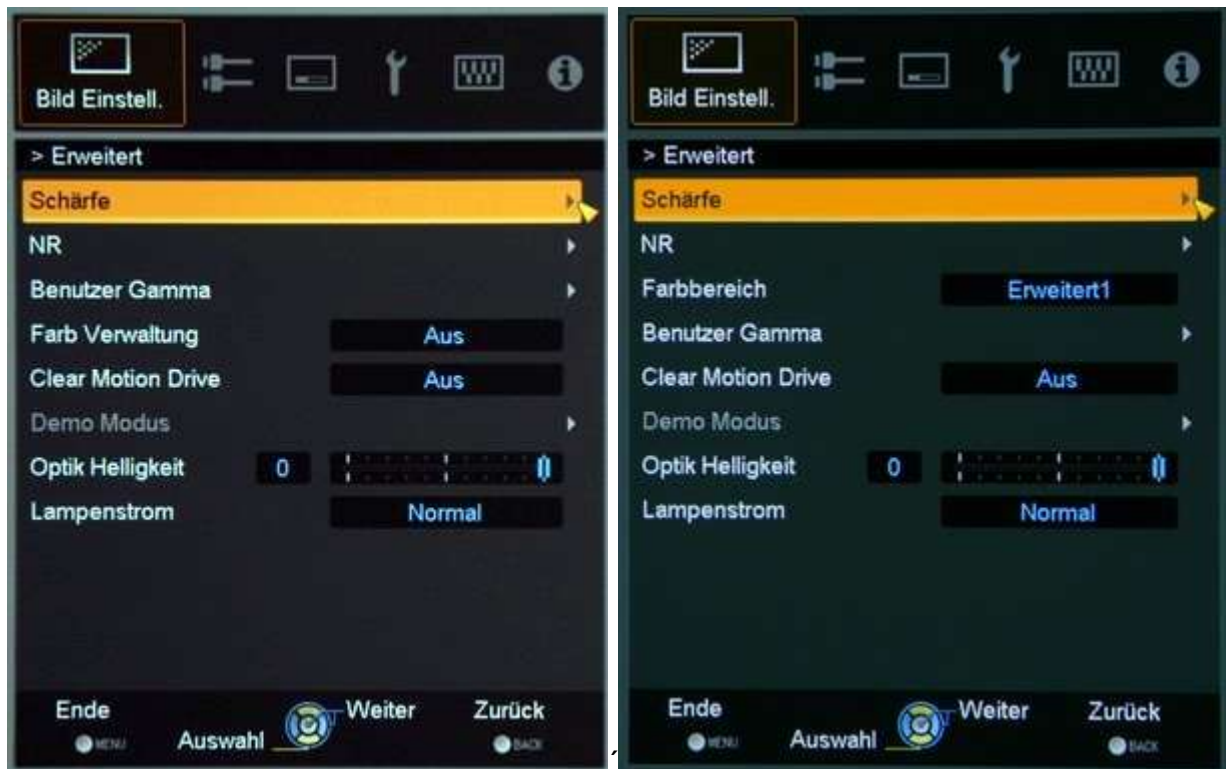 Bild Einstell.
> Erweitert
Schärfe
NR
Benutzer Gamma
Farb Verwaltung Aus
Clear Motion Drive Aus
Demo Modus
Optik Helligkeit 0
Lampenstrom Normal
Ende Weiter Zurück
MENU Auswahl BACK
Bild Einstell.
> Erweitert
Schärfe
NR
Farbbereich Erweitert1
Benutzer Gamma
Clear Motion Drive Aus
Demo Modus
Optik Helligkeit 0
Lampenstrom Normal
Ende Weiter Zurück
MENU Auswahl BACK